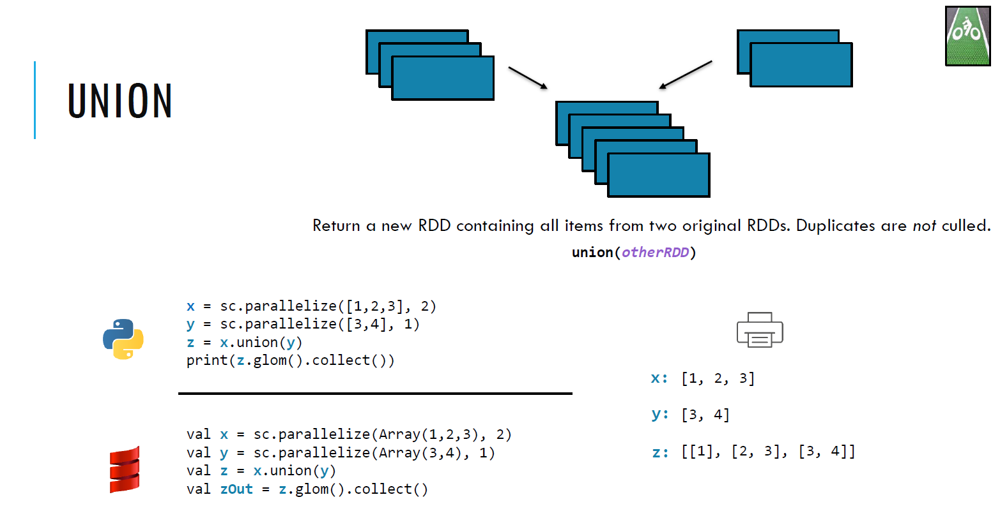 UNION
Return a new RDD containing all items from two original RDDs. Duplicates are not culled.
union(otherRDD)
x = sc.parallelize([1,2,3], 2)
y = sc.parallelize([3,4], 1)
z = x.union(y)
print(z.glom().collect())
val x = sc.parallelize(Array(1,2,3), 2)
val y = sc.parallelize(Array(3,4), 1)
val z = x.union(y)
val zOut = z.glom().collect()
x: [1, 2, 3]
y: [3, 4]
z: [[1], [2, 3], [3, 4]]